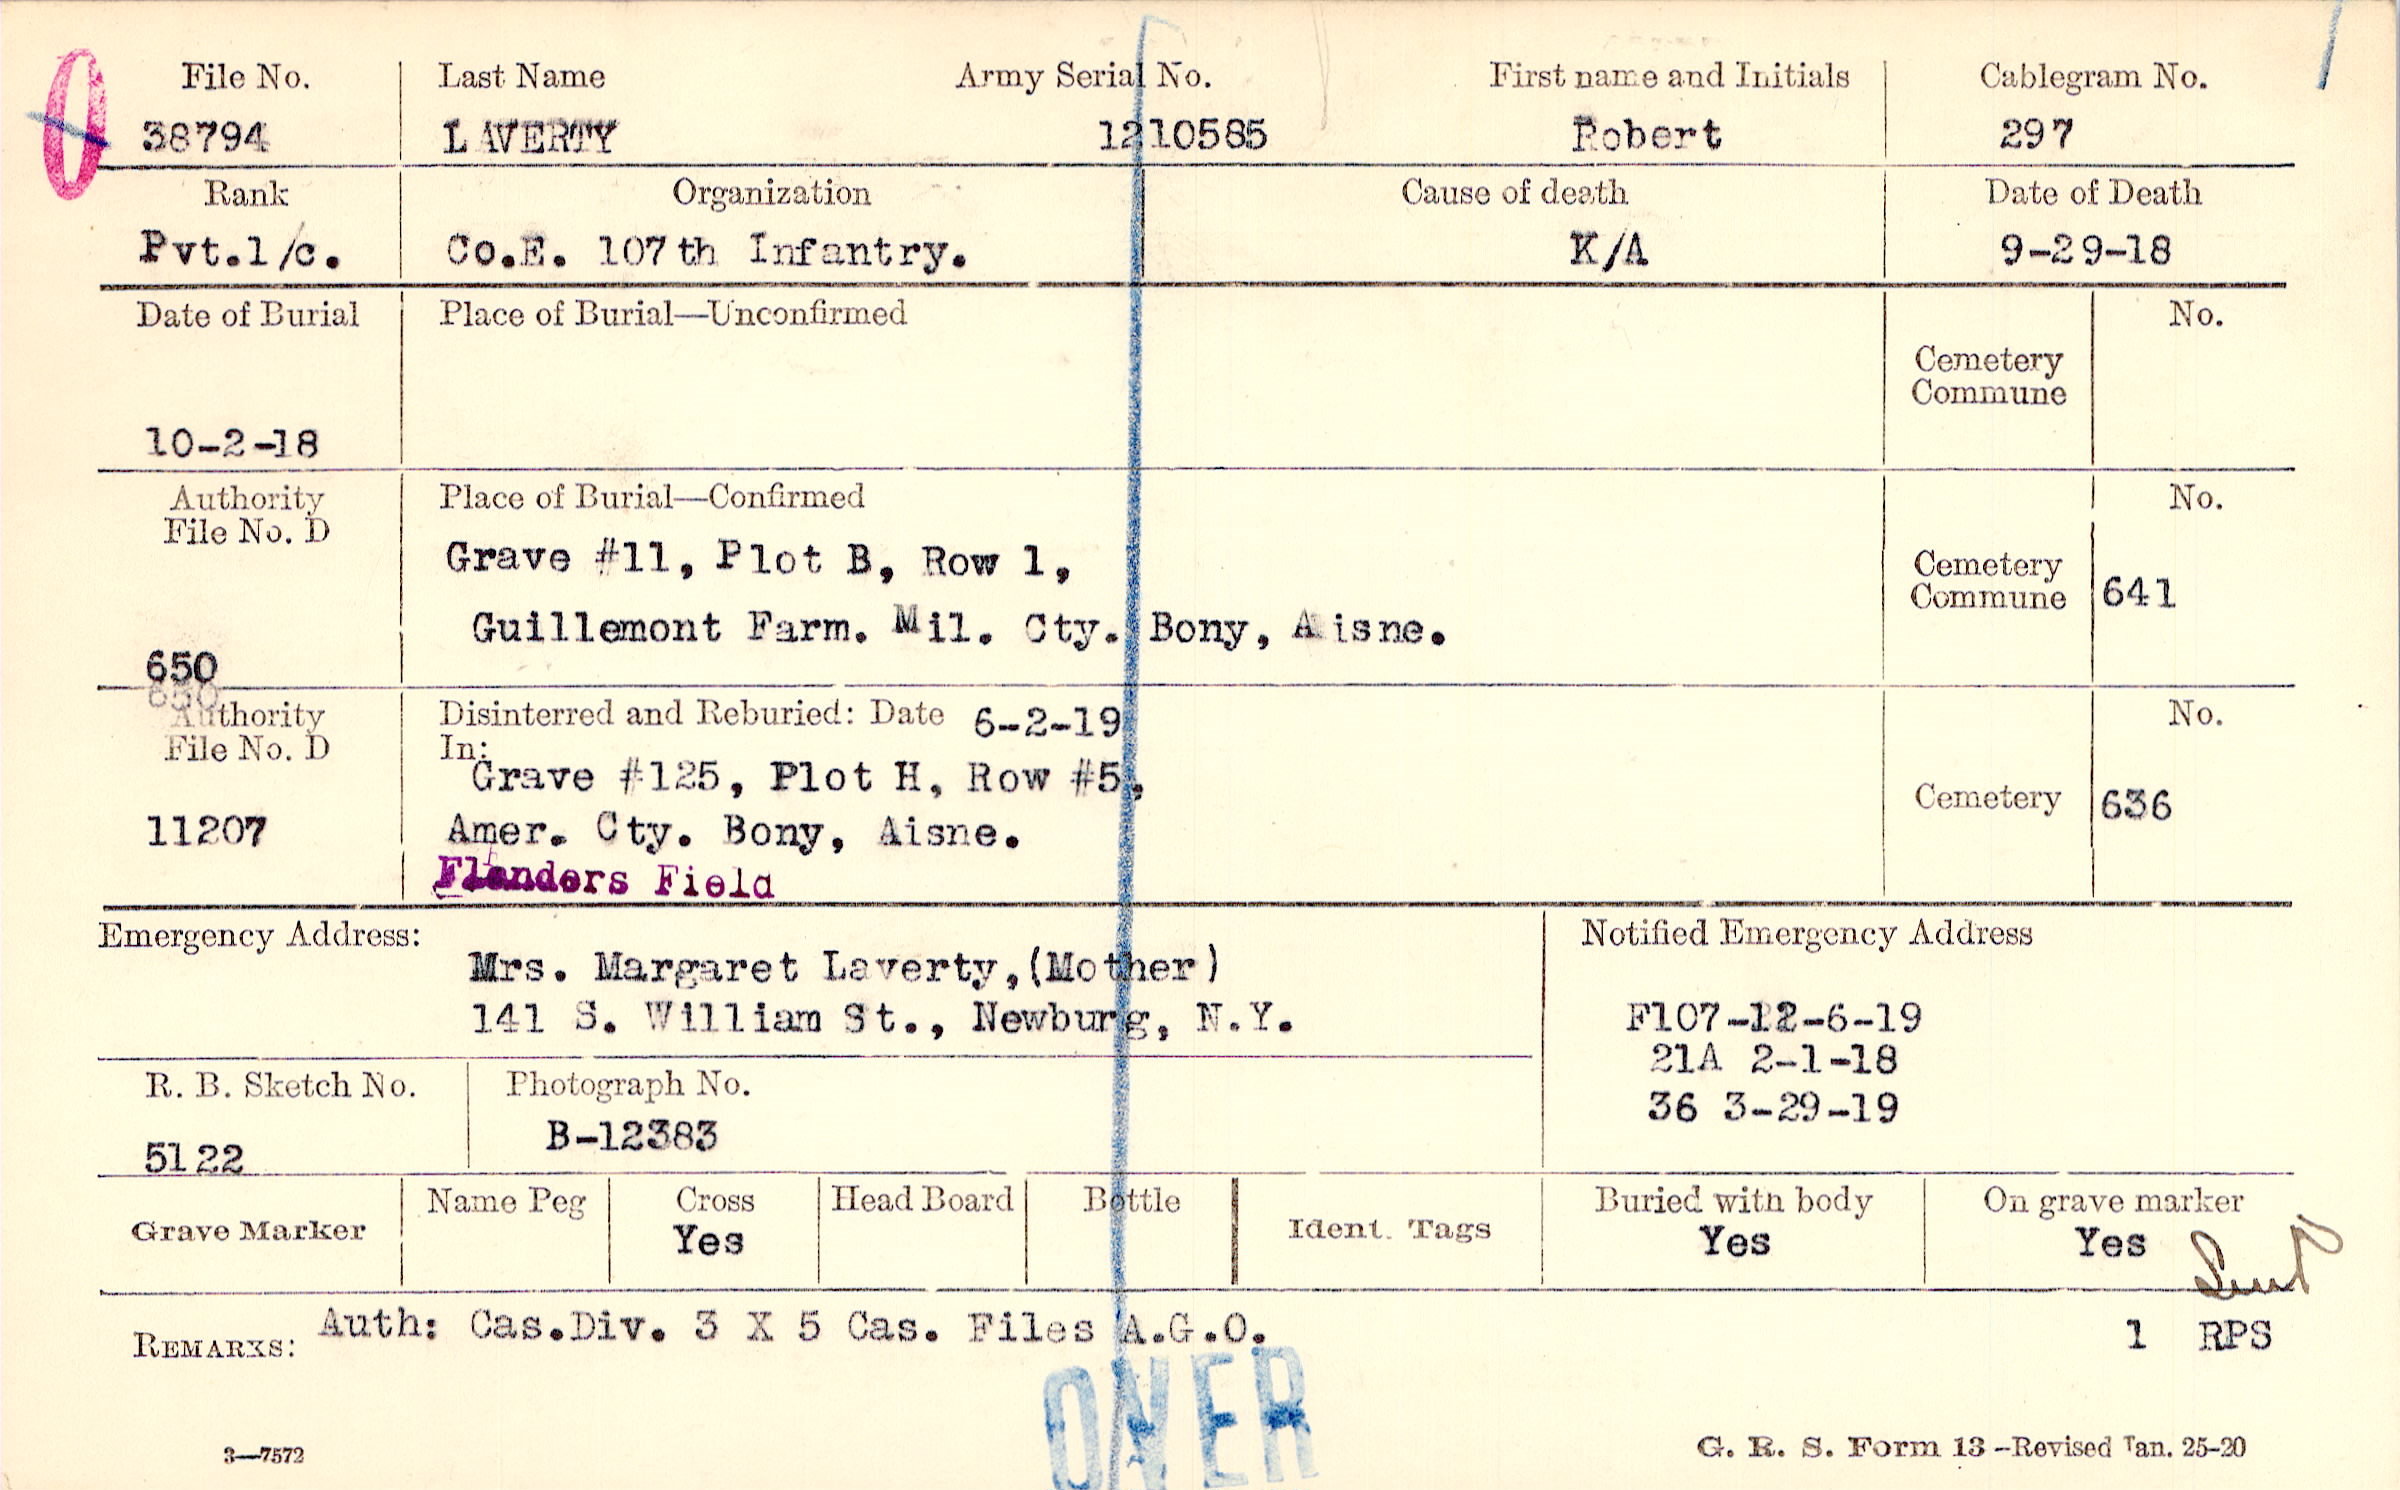 0
File No. Last Name Army Serial No. First name and Initials Cablegram No.
38794 LAVERTY 1210585 Robert 297
Rank Organization Cause of death Date of Death
Pvt.1/c. Co.E. 107th Infantry. K/A 9-29-18
Date of Burial Place of Burial—Unconfirmed No.
Cemetery
Commune
10-2-18
Authority Place of Burial—Confirmed No.
File No. D
Grave #11, Plot B, Row 1,
Cemetery
Commune 641
Guillemont Farm. Mil. Cty. Bony, Aisne.
650
650
Authority Disinterred and Reburied: Date 6-2-19 No.
File No. D In:
Grave #125, Plot H, Row #5,
Cemetery 636
11207 Amer. Cty. Bony, Aisne.
Flanders Field
Emergency Address: Notified Emergency Address
Mrs. Margaret Laverty,(Mother)
141 S. William St., Newburg, N.Y. F107-12-6-19
21A 2-1-18
36 3-29-19
R. B. Sketch No. Photograph No.
5122 B-12383
Grave Marker Name Peg Cross Head Board Bottle Ident. Tags Buried with body On grave marker
Yes Yes Yes
REMARKS: Auth: Cas.Div. 3 X 5 Cas. Files A.G.O. 1 RPS
OVER
3—7572 G. R. S. Form 13—Revised Jan. 25-20